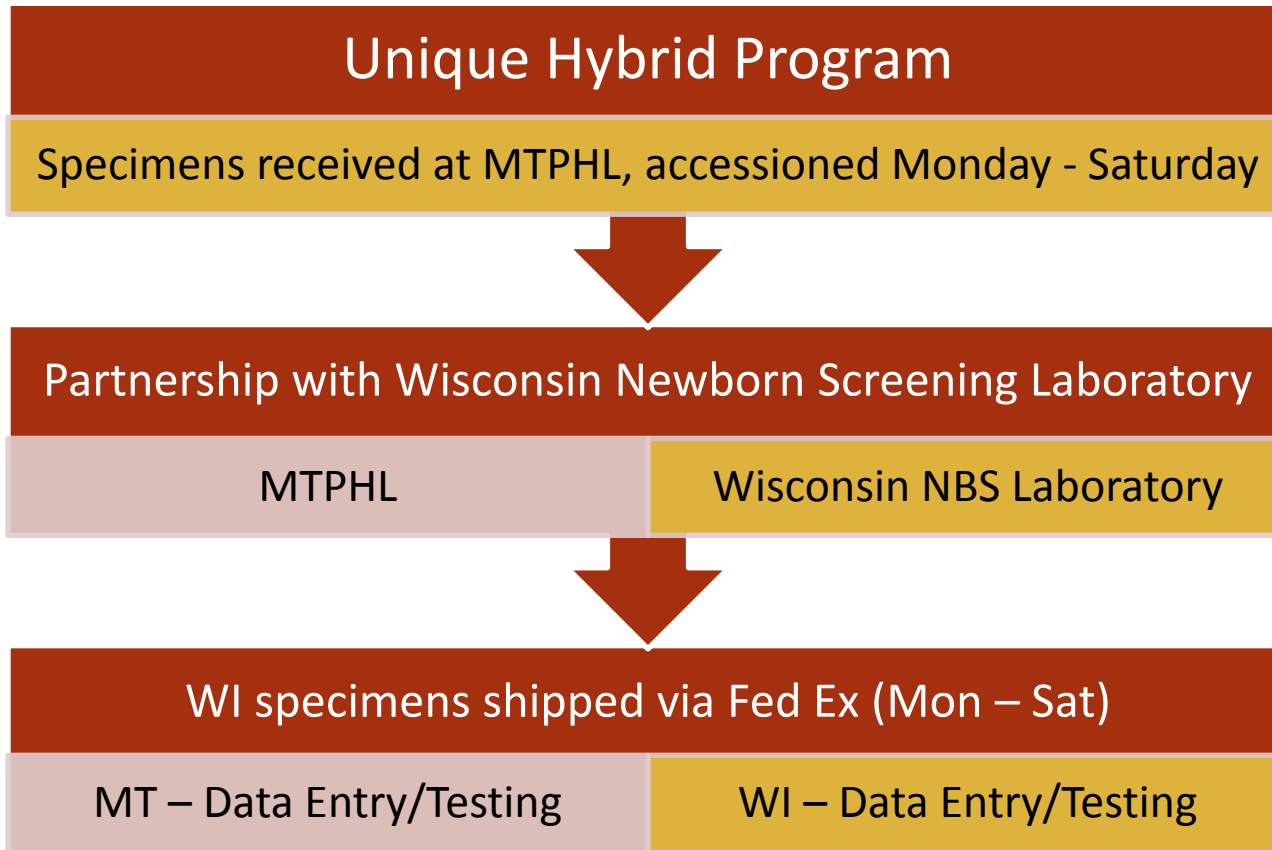 Unique Hybrid Program
Specimens received at MTPHL, accessioned Monday - Saturday
Partnership with Wisconsin Newborn Screening Laboratory
MTPHL
Wisconsin NBS Laboratory
WI specimens shipped via Fed Ex (Mon – Sat)
MT – Data Entry/Testing
WI – Data Entry/Testing